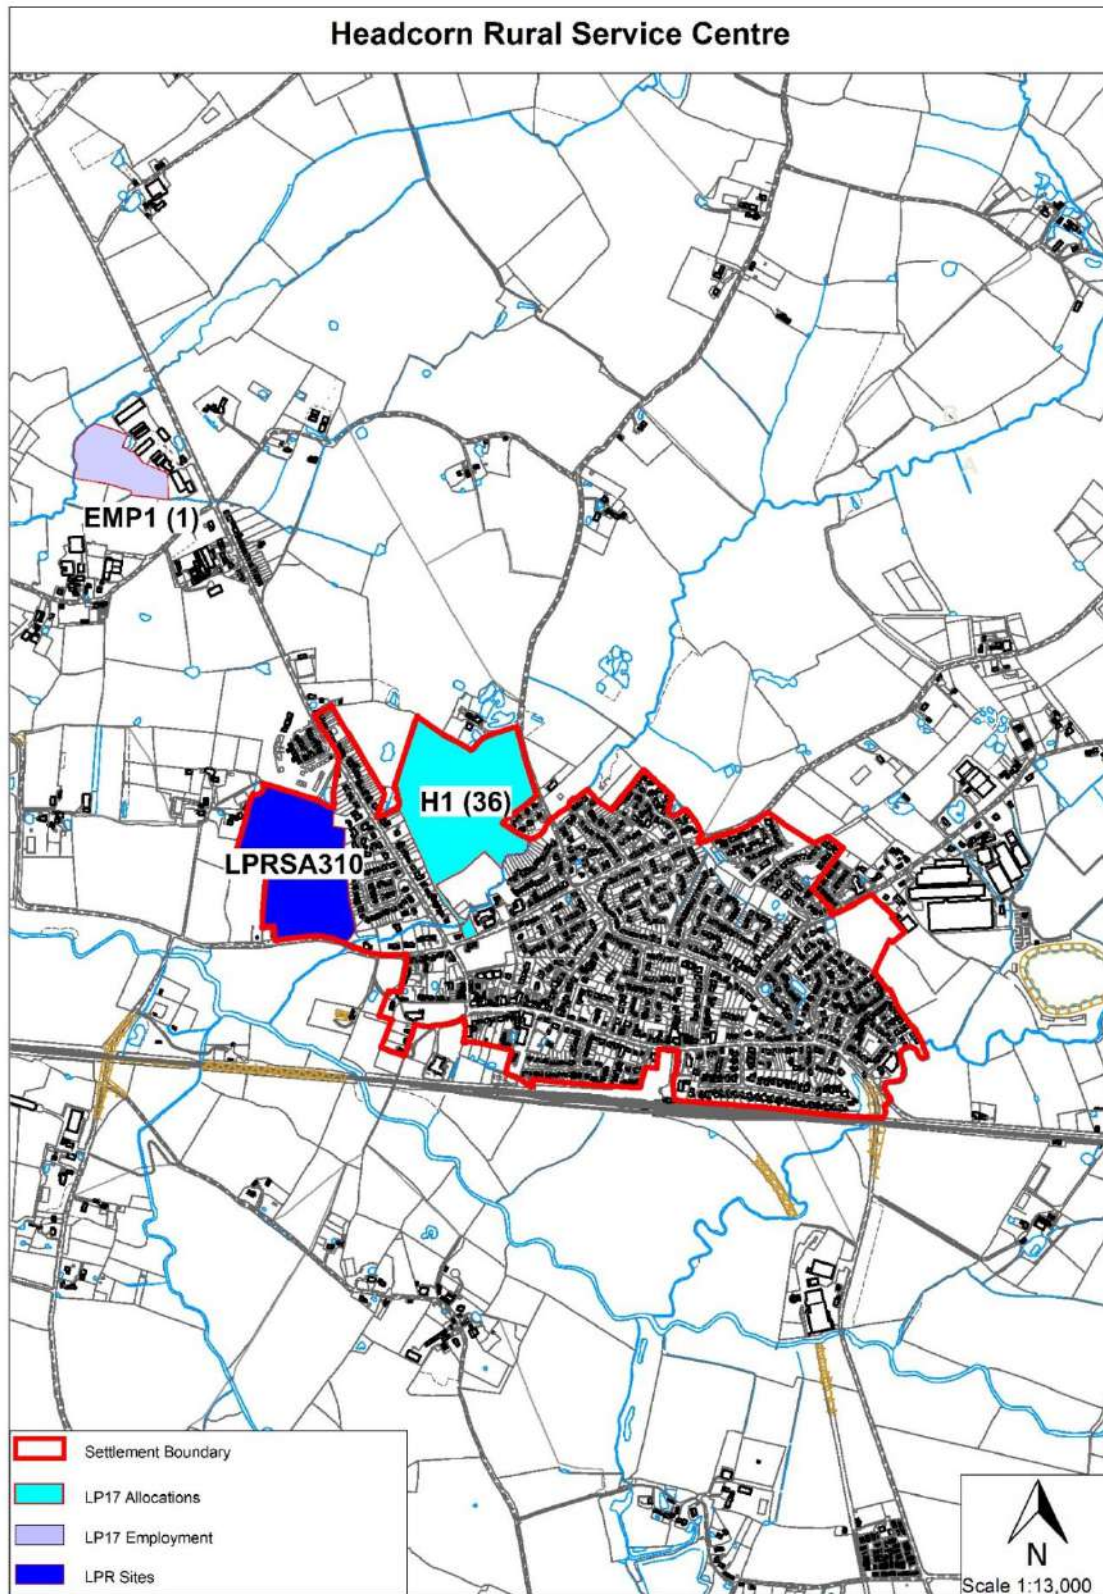 Headcorn Rural Service Centre
EMP1 (1)
H1 (36)
LPRSA310
Settlement Boundary
LP17 Allocations
LP17 Employment
LPR Sites
N
Scale 1:13,000